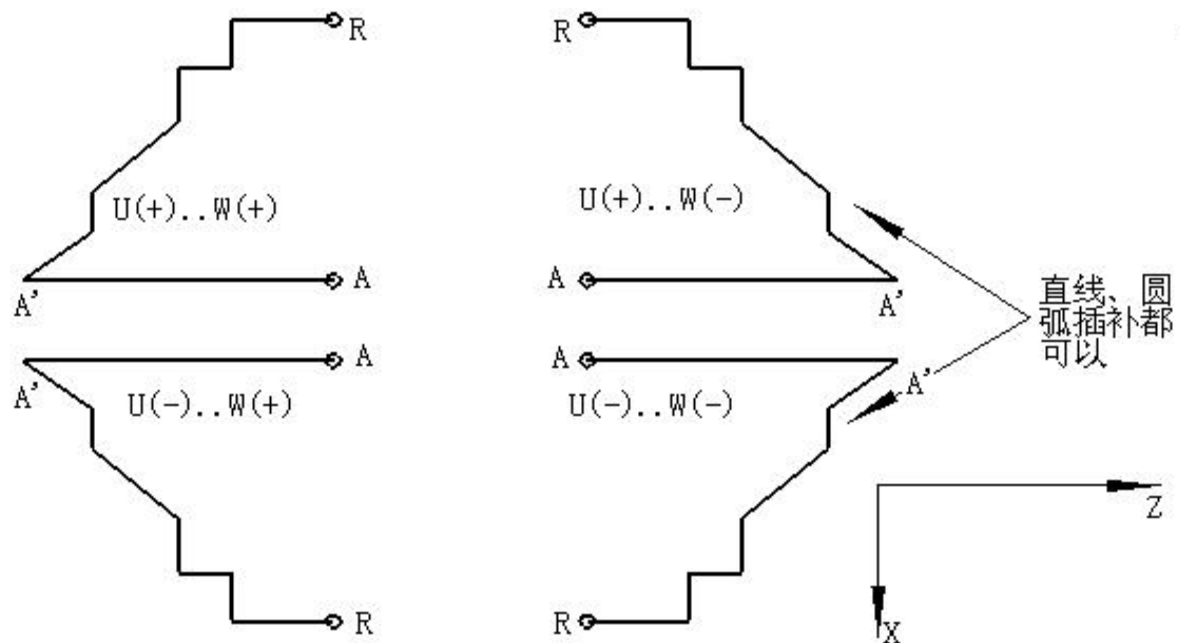 R
R
U(+)..W(+)
U(+)..W(-)
A'
A
A
A'
直线、圆
弧插补都
可以
A'
A
A
A'
U(-)..W(+)
U(-)..W(-)
Z
R
R
X